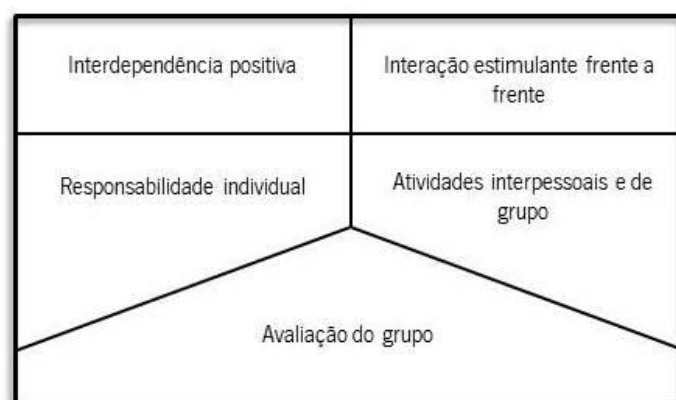 Interdependência positiva
Interação estimulante frente a
frente
Responsabilidade individual
Atividades interpessoais e de
grupo
Avaliação do grupo